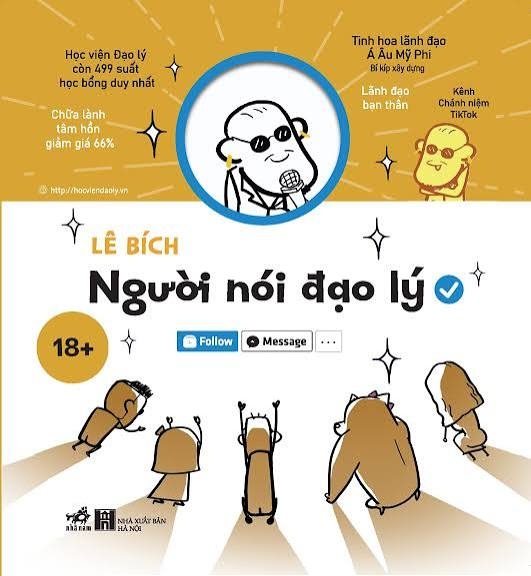 Học viện Đạo lý
còn 499 suất
học bổng duy nhất
Chữa lành
tâm hồn
giảm giá 66%
Tinh hoa lãnh đạo
Á Âu Mỹ Phi
Bí kíp xây dựng
Lãnh đạo
bạn thân
Kênh
Chánh niệm
TikTok
http://hocviendaoly.vn
LÊ BÍCH
Người nói đạo lý
18+
Follow
Message
...
nhã nam
NHÀ XUẤT BẢN
HÀ NỘI